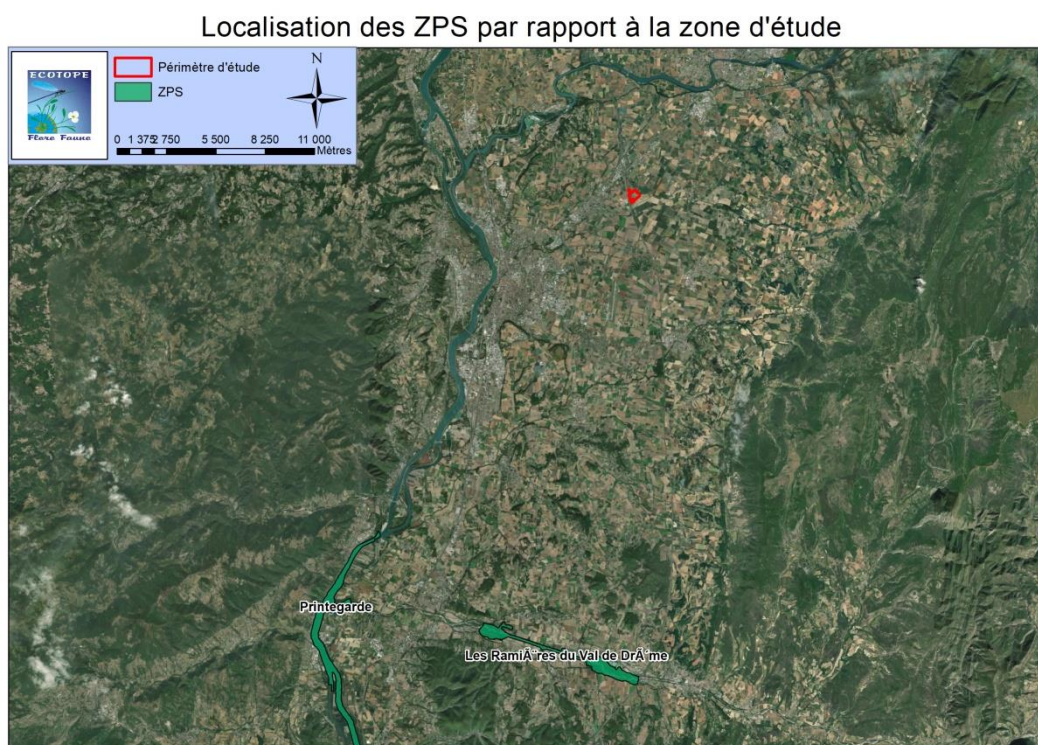 Localisation des ZPS par rapport à la zone d'étude
ECOTOPE
Flore Faune
Périmètre d'étude
ZPS
N
0 1 375 2 750 5 500 8 250 11 000
Mètres
Printegarde
Les RamiÃ¨res du Val de DrÃ´me